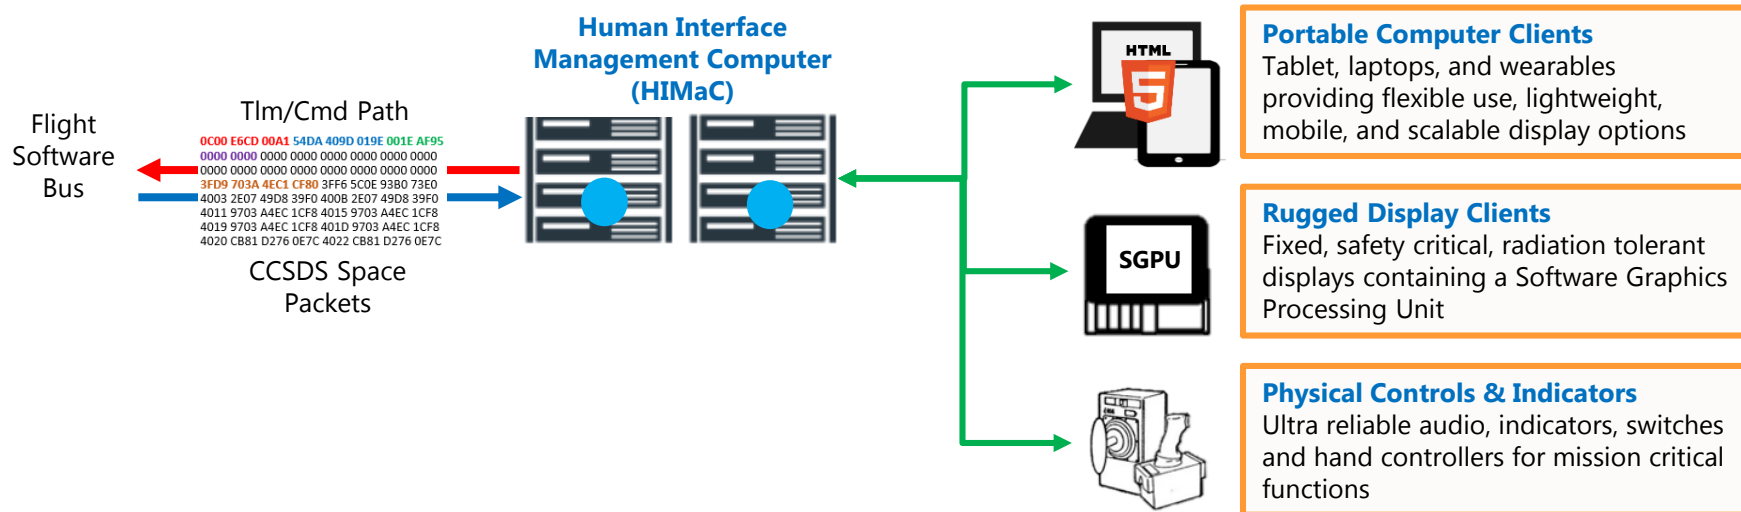 Flight
Software
Bus
Tlm/Cmd Path
0C00 E6CD 00A1 54DA 409D 019E 001E AF95
0000 0000 0000 0000 0000 0000 0000 0000
0000 0000 0000 0000 0000 0000 0000 0000
3FD9 703A 4EC1 CF80 3FF6 5C0E 93B0 73E0
4003 2E07 49D8 39F0 400B 2E07 49D8 39F0
4011 9703 A4EC 1CF8 4015 9703 A4EC 1CF8
4019 9703 A4EC 1CF8 401D 9703 A4EC 1CF8
4020 CB81 D276 0E7C 4022 CB81 D276 0E7C
CCSDS Space
Packets
Human Interface
Management Computer
(HIMaC)
HTML
5
SGPU
Portable Computer Clients
Tablet, laptops, and wearables
providing flexible use, lightweight,
mobile, and scalable display options
Rugged Display Clients
Fixed, safety critical, radiation tolerant
displays containing a Software Graphics
Processing Unit
Physical Controls & Indicators
Ultra reliable audio, indicators, switches
and hand controllers for mission critical
functions